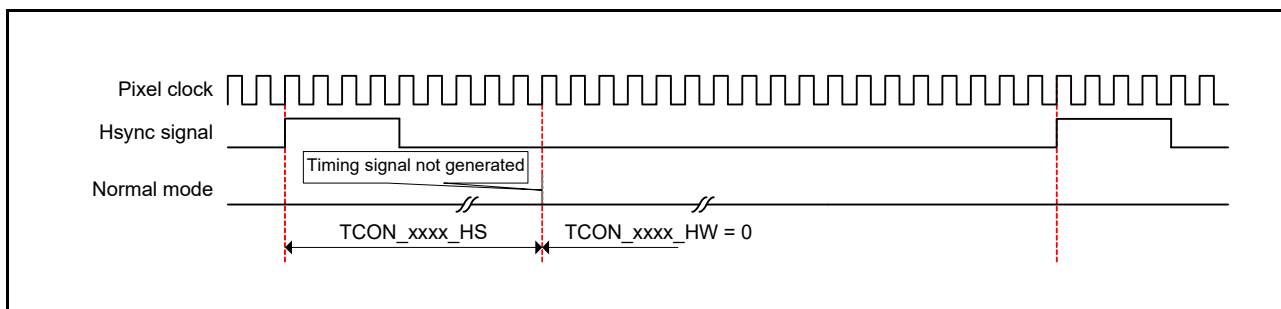 Pixel clock
Hsync signal
Timing signal not generated
Normal mode
TCON_xxxx_HS
TCON_xxxx_HW = 0